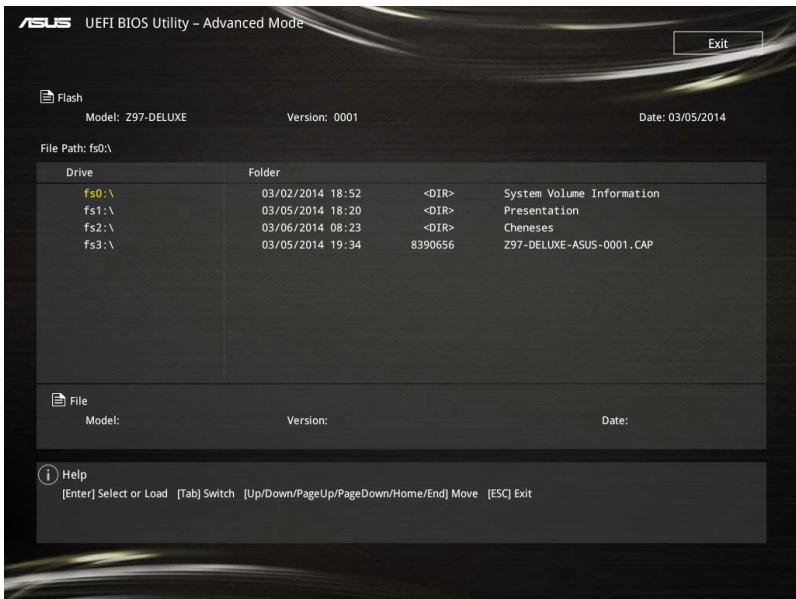 ASUS UEFI BIOS Utility – Advanced Mode
Exit
Flash
Model: Z97-DELUXE Version: 0001 Date: 03/05/2014
File Path: fs0:\
Drive Folder
fs0:\ 03/02/2014 18:52 <DIR> System Volume Information
fs1:\ 03/05/2014 18:20 <DIR> Presentation
fs2:\ 03/06/2014 08:23 <DIR> Cheneses
fs3:\ 03/05/2014 19:34 8390656 Z97-DELUXE-ASUS-0001.CAP
File
Model: Version: Date:
Help
[Enter] Select or Load [Tab] Switch [Up/Down/PageUp/PageDown/Home/End] Move [ESC] Exit